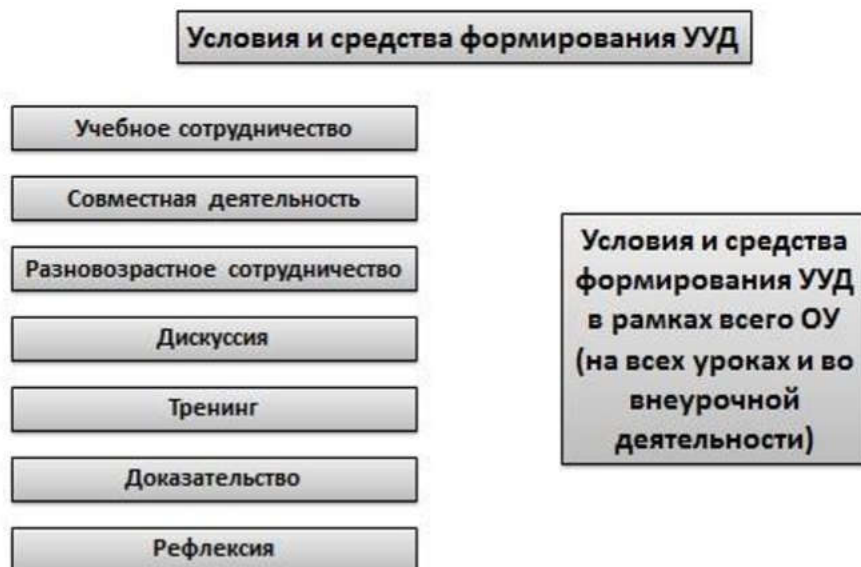 Условия и средства формирования УУД
Учебное сотрудничество
Совместная деятельность
Разновозрастное сотрудничество
Дискуссия
Тренинг
Доказательство
Рефлексия
Условия и средства
формирования УУД
в рамках всего ОУ
(на всех уроках и во
внеурочной
деятельности)